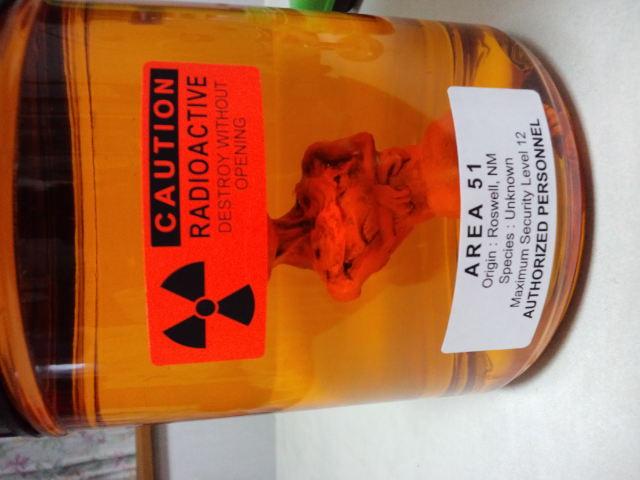 CAUTION
RADIOACTIVE
DESTROY WITHOUT
OPENING
AREA 51
Origin : Roswell, NM
Species : Unknown
Maximum Security Level 12
AUTHORIZED PERSONNEL